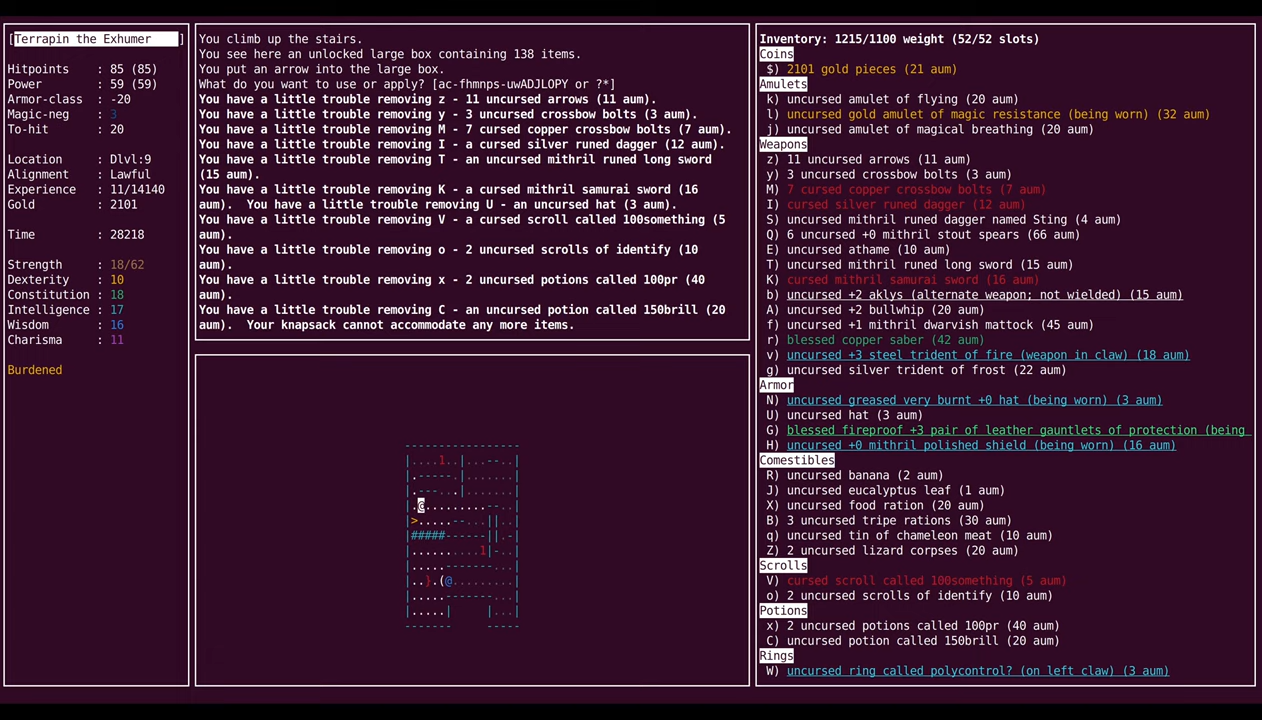 [Terrapin the Exhumer ]
Hitpoints : 85 (85)
Power : 59 (59)
Armor-class : -20
Magic-neg : 3
To-hit : 20
Location : Dlvl:9
Alignment : Lawful
Experience : 11/14140
Gold : 2101
Time : 28218
Strength : 18/62
Dexterity : 10
Constitution : 18
Intelligence : 17
Wisdom : 16
Charisma : 11
Burdened
You climb up the stairs.
You see here an unlocked large box containing 138 items.
You put an arrow into the large box.
What do you want to use or apply? [ac-fhmnps-uwADJLOPY or ?*]
You have a little trouble removing z - 11 uncursed arrows (11 aum).
You have a little trouble removing y - 3 uncursed crossbow bolts (3 aum).
You have a little trouble removing M - 7 cursed copper crossbow bolts (7 aum).
You have a little trouble removing I - a cursed silver runed dagger (12 aum).
You have a little trouble removing T - an uncursed mithril runed long sword
(15 aum).
You have a little trouble removing K - a cursed mithril samurai sword (16
aum).  You have a little trouble removing U - an uncursed hat (3 aum).
You have a little trouble removing V - a cursed scroll called 100something (5
aum).
You have a little trouble removing o - 2 uncursed scrolls of identify (10
aum).
You have a little trouble removing x - 2 uncursed potions called 100pr (40
aum).
You have a little trouble removing C - an uncursed potion called 150brill (20
aum).  Your knapsack cannot accommodate any more items.
----------------
|....1..|...--..|
|.-----.|.......|
|.---...|.......|
|.@.........--..|
|>.....--...||..|
|#####------||.-|
|..........1|-..|
|.....-------...|
|..}.(@.........|
|.....-------...|
|.....|     |...|
-------     -----
Inventory: 1215/1100 weight (52/52 slots)
Coins
$) 2101 gold pieces (21 aum)
Amulets
k) uncursed amulet of flying (20 aum)
l) uncursed gold amulet of magic resistance (being worn) (32 aum)
j) uncursed amulet of magical breathing (20 aum)
Weapons
z) 11 uncursed arrows (11 aum)
y) 3 uncursed crossbow bolts (3 aum)
M) 7 cursed copper crossbow bolts (7 aum)
I) cursed silver runed dagger (12 aum)
S) uncursed mithril runed dagger named Sting (4 aum)
Q) 6 uncursed +0 mithril stout spears (66 aum)
E) uncursed athame (10 aum)
T) uncursed mithril runed long sword (15 aum)
K) cursed mithril samurai sword (16 aum)
b) uncursed +2 aklys (alternate weapon; not wielded) (15 aum)
A) uncursed +2 bullwhip (20 aum)
f) uncursed +1 mithril dwarvish mattock (45 aum)
r) blessed copper saber (42 aum)
v) uncursed +3 steel trident of fire (weapon in claw) (18 aum)
g) uncursed silver trident of frost (22 aum)
Armor
N) uncursed greased very burnt +0 hat (being worn) (3 aum)
U) uncursed hat (3 aum)
G) blessed fireproof +3 pair of leather gauntlets of protection (being
H) uncursed +0 mithril polished shield (being worn) (16 aum)
Comestibles
R) uncursed banana (2 aum)
J) uncursed eucalyptus leaf (1 aum)
X) uncursed food ration (20 aum)
B) 3 uncursed tripe rations (30 aum)
q) uncursed tin of chameleon meat (10 aum)
Z) 2 uncursed lizard corpses (20 aum)
Scrolls
V) cursed scroll called 100something (5 aum)
o) 2 uncursed scrolls of identify (10 aum)
Potions
x) 2 uncursed potions called 100pr (40 aum)
C) uncursed potion called 150brill (20 aum)
Rings
W) uncursed ring called polycontrol? (on left claw) (3 aum)